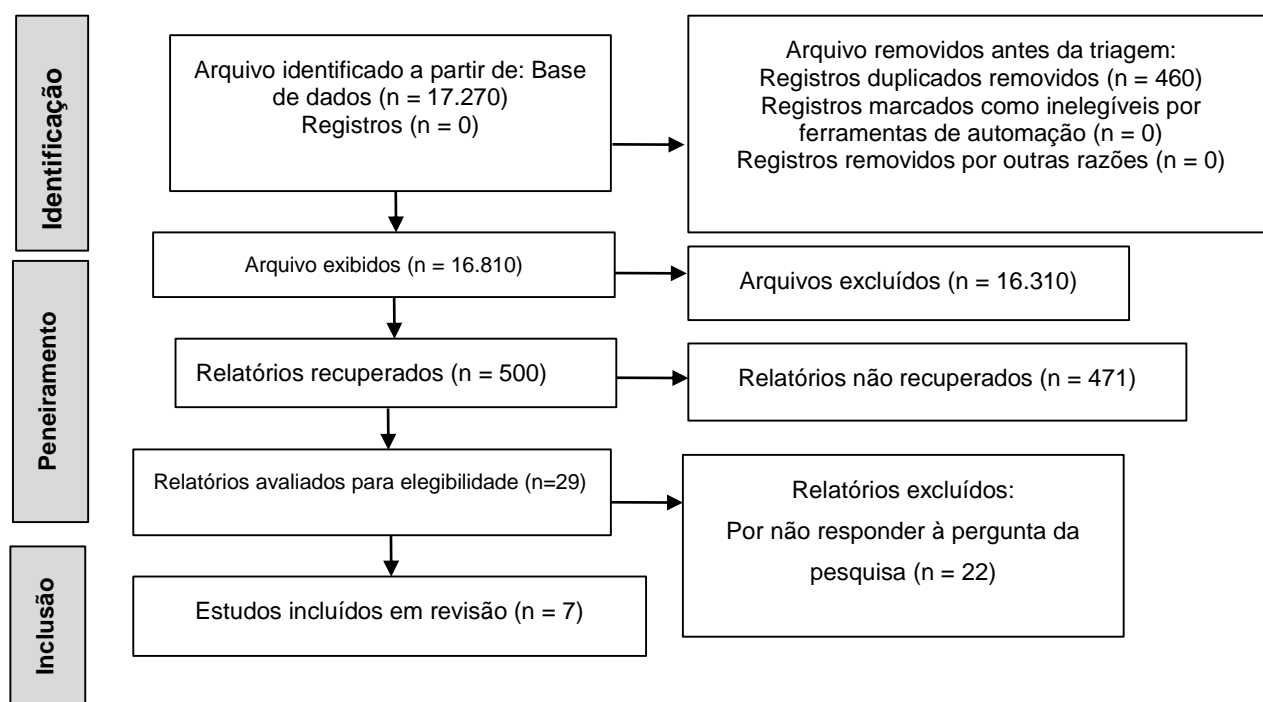 Identificação
Arquivo identificado a partir de: Base
de dados (n = 17.270)
Registros (n = 0)
Arquivo removidos antes da triagem:
Registros duplicados removidos (n = 460)
Registros marcados como inelegíveis por
ferramentas de automação (n = 0)
Registros removidos por outras razões (n = 0)
Peneiramento
Arquivo exibidos (n = 16.810)
Arquivos excluídos (n = 16.310)
Relatórios recuperados (n = 500)
Relatórios não recuperados (n = 471)
Relatórios avaliados para elegibilidade (n=29)
Relatórios excluídos:
Por não responder à pergunta da
pesquisa (n = 22)
Inclusão
Estudos incluídos em revisão (n = 7)